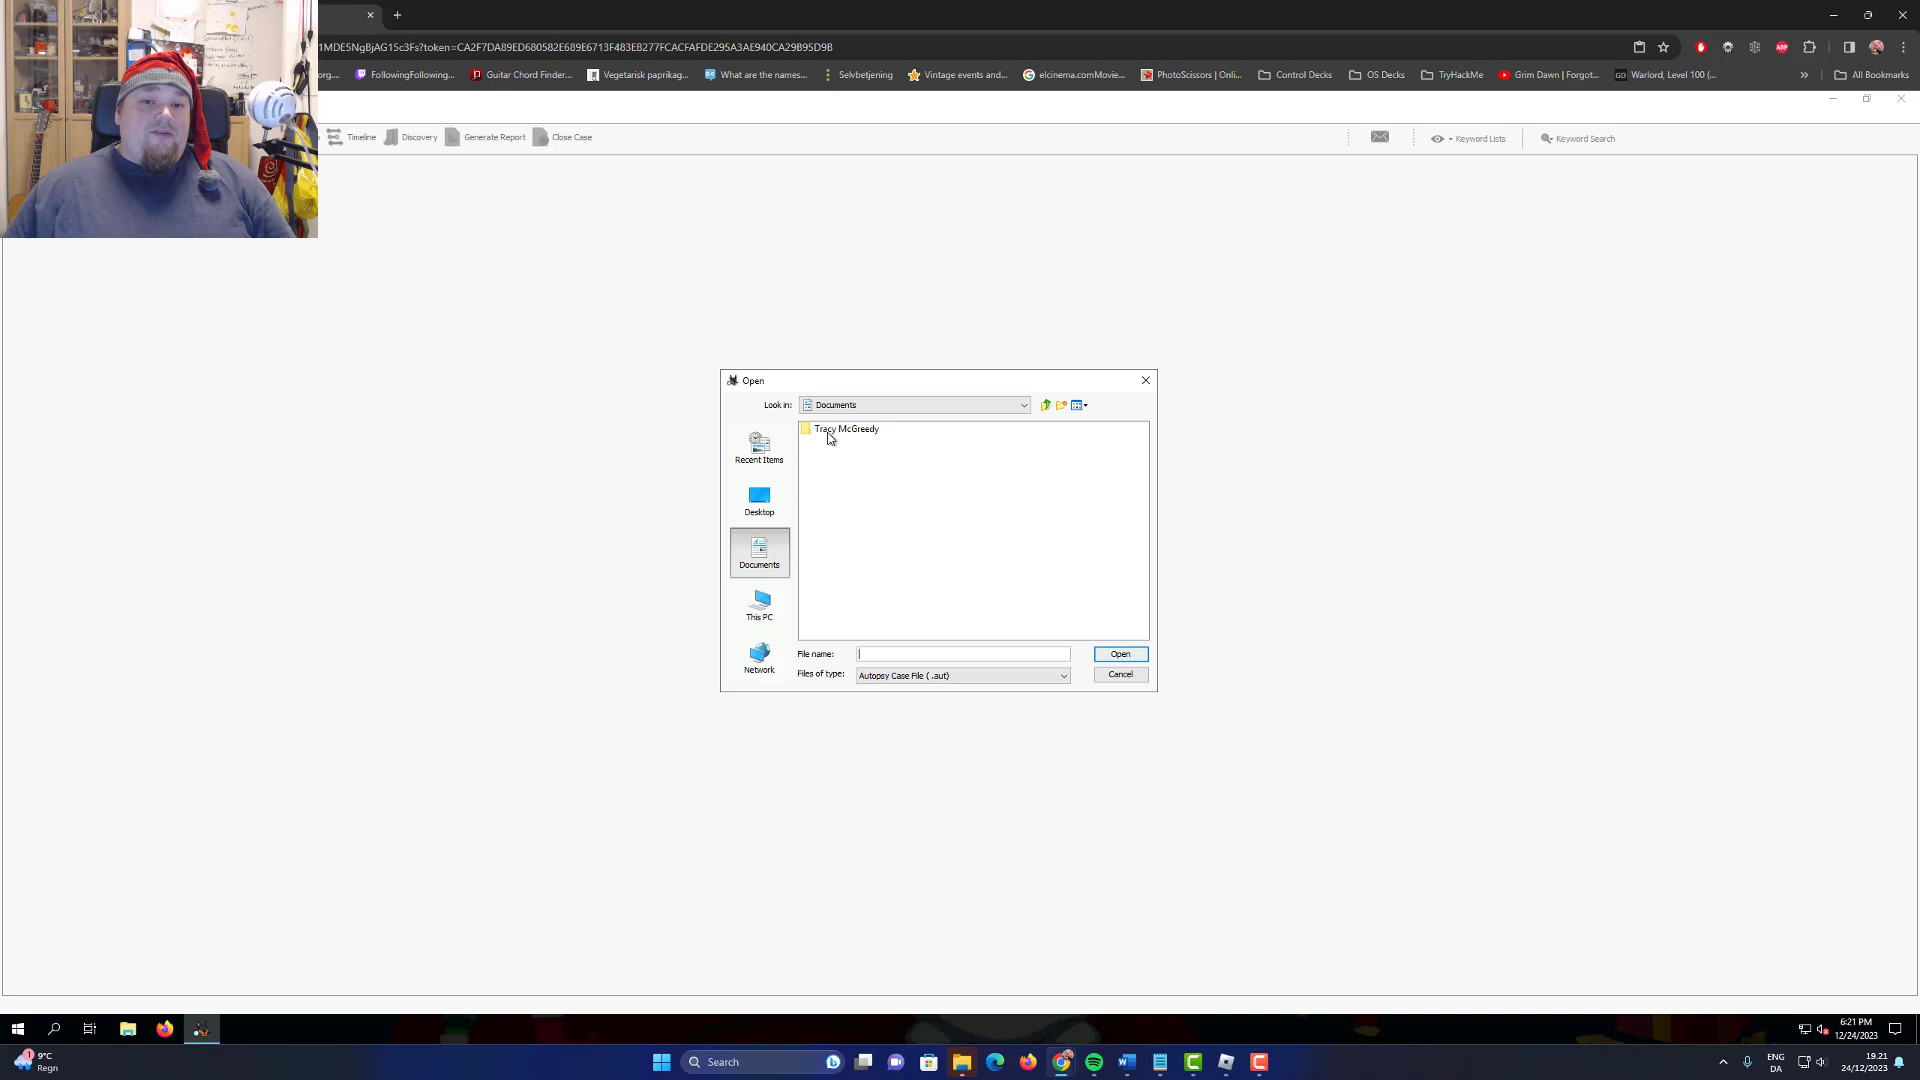 1MDE5NgBjAG15c3Fs?token=CA2F7DA89ED680582E689E6713F483EB277FCACFAFDE295A3AE940CA29B95D9B
org....
FollowingFollowing...
Guitar Chord Finder...
Vegetarisk paprikag...
What are the names...
Selvbetjening
Vintage events and...
elcinema.comMovie...
PhotoScissors | Onli...
Control Decks
OS Decks
TryHackMe
Grim Dawn | Forgot...
Warlord, Level 100 (...
»
All Bookmarks
Timeline
Discovery
Generate Report
Close Case
Keyword Lists
Keyword Search
Open
Look in:
Documents
Tracy McGreedy
Recent Items
Desktop
Documents
This PC
Network
File name:
Open
Files of type:
Autopsy Case File ( .aut)
Cancel
6:21 PM
12/24/2023
1
9°C
Regn
Search
ENG
DA
19.21
24/12/2023